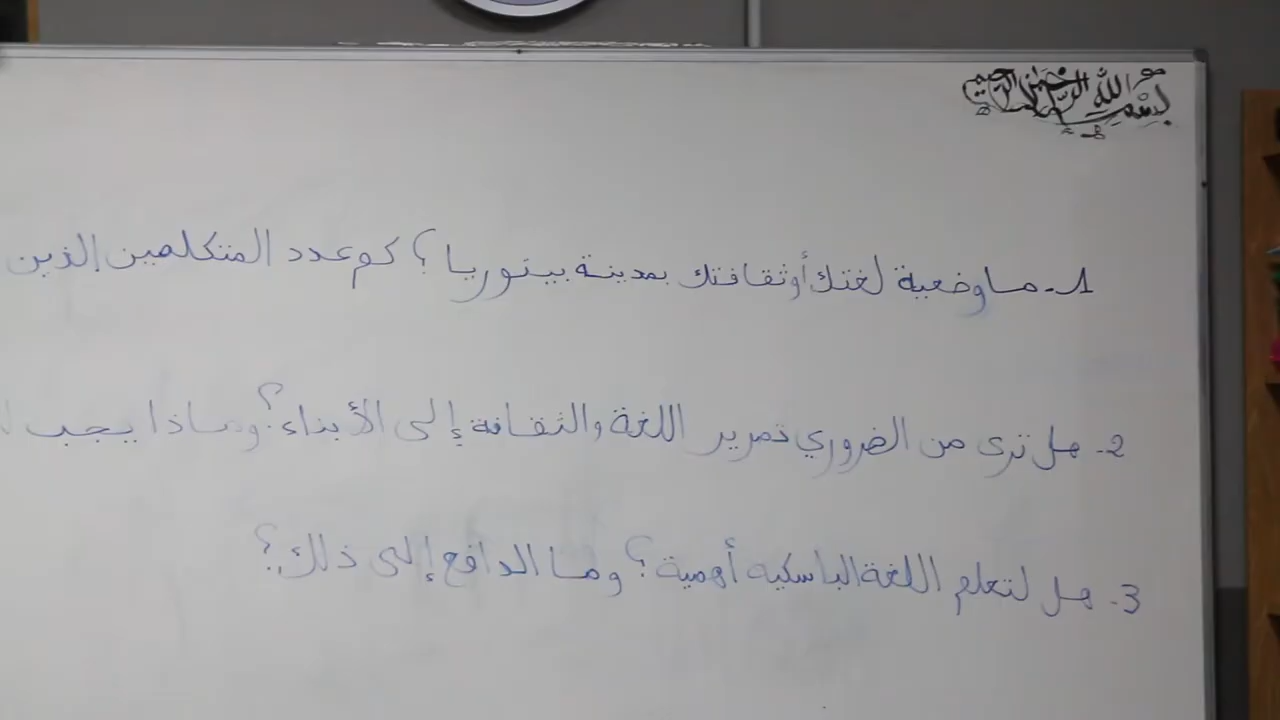 بسم الله الرحمن الرحيم
1- ما وضعية لغتك أو ثقافتك بمدينة بيتوريا؟ كم عدد المتكلمين الذين
2- هل ترى من الضروري تمرير اللغة والثقافة إلى الأبناء؟ وماذا يجب
3- هل لتعلم اللغة الباسكية أهمية؟ وما الدافع إلى ذلك؟